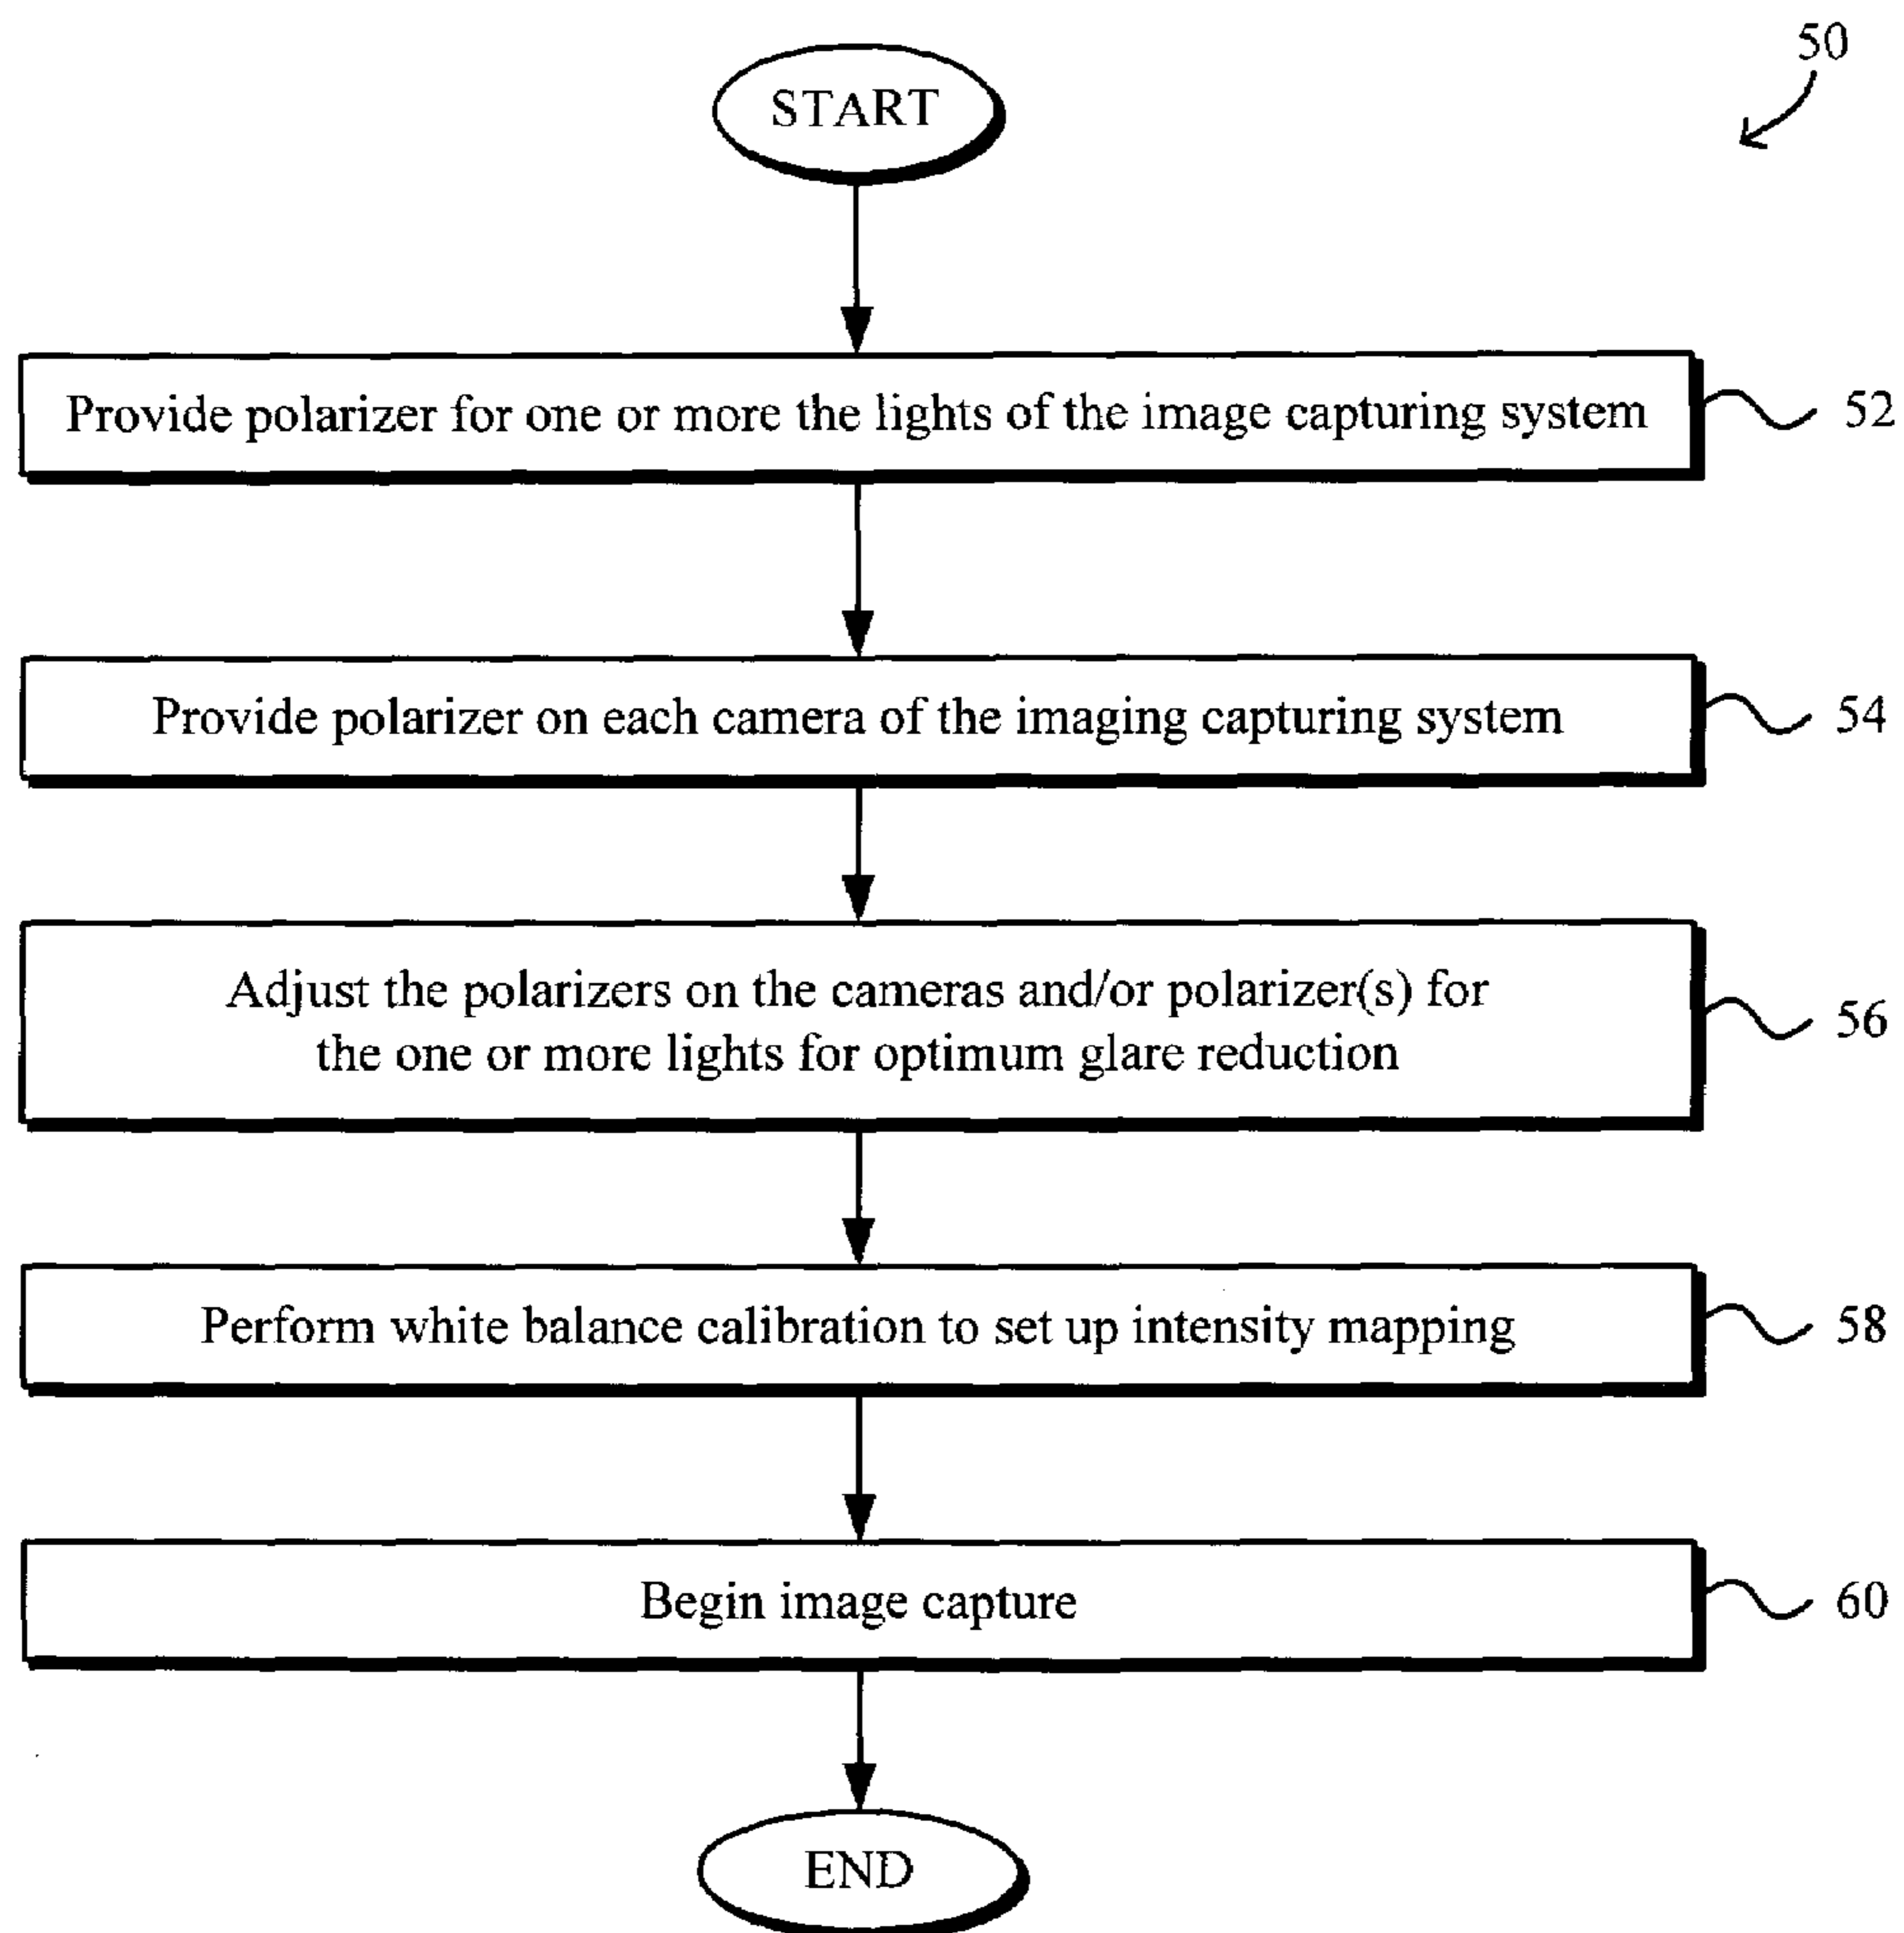 50
START
Provide polarizer for one or more the lights of the image capturing system
52
Provide polarizer on each camera of the imaging capturing system
54
Adjust the polarizers on the cameras and/or polarizer(s) for
the one or more lights for optimum glare reduction
56
Perform white balance calibration to set up intensity mapping
58
Begin image capture
60
END